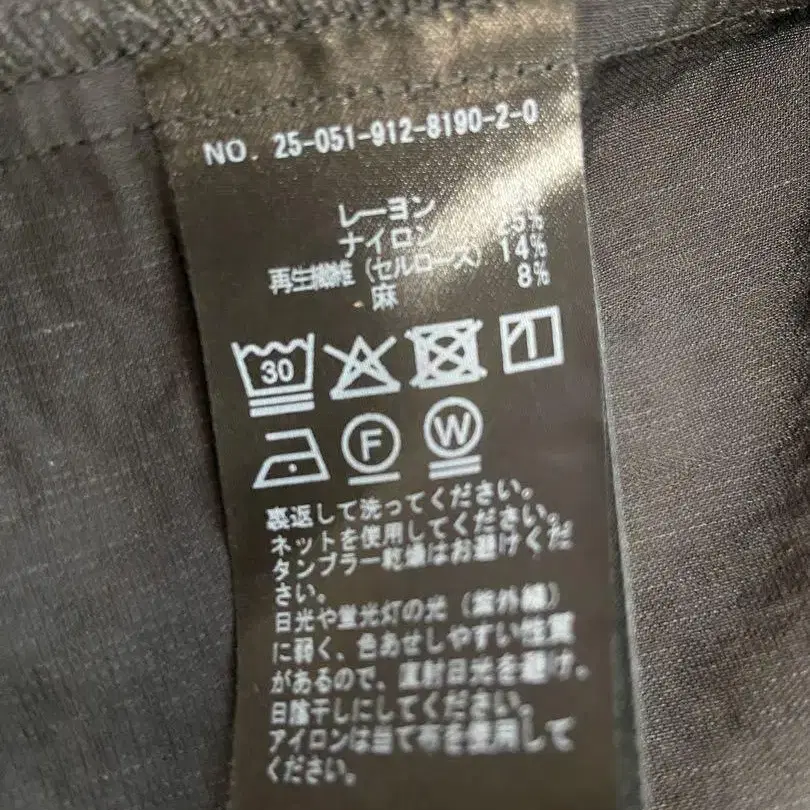 NO. 25-051-912-8190-2-0
レーヨン
ナイロン 25%
再生繊維(セルロース) 14%
麻 8%
30
F W
裏返して洗ってください。
ネットを使用してください。
タンブラー乾燥はお避けくだ
さい。
日光や蛍光灯の光(紫外線)
に弱く、色あせしやすい性質
があるので、直射日光を避け、
日陰干しにしてください。
アイロンは当て布を使用して
ください。